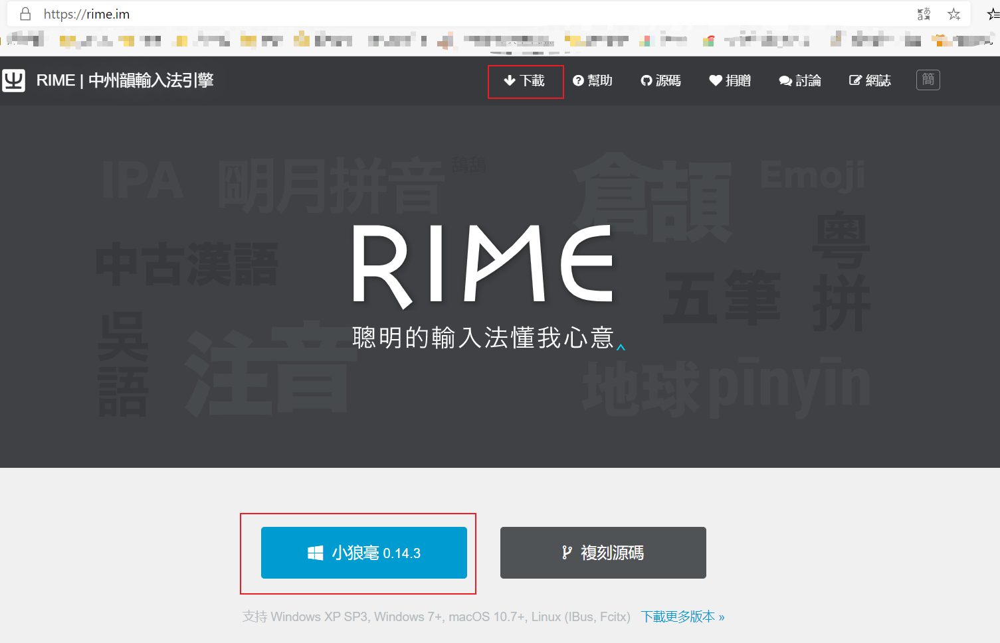 https://rime.im
RIME | 中州韻輸入法引擎
下載
幫助
源碼
捐贈
討論
網誌
簡
IPA
朙月拼音
鵠鵠
倉頡
Emoji
粵拼
中古漢語
RIME
五筆
聰明的輸入法懂我心意‸
吳語
注音
地球pīnyīn
小狼毫 0.14.3
複刻源碼
支持 Windows XP SP3, Windows 7+, macOS 10.7+, Linux (IBus, Fcitx) 下載更多版本 »